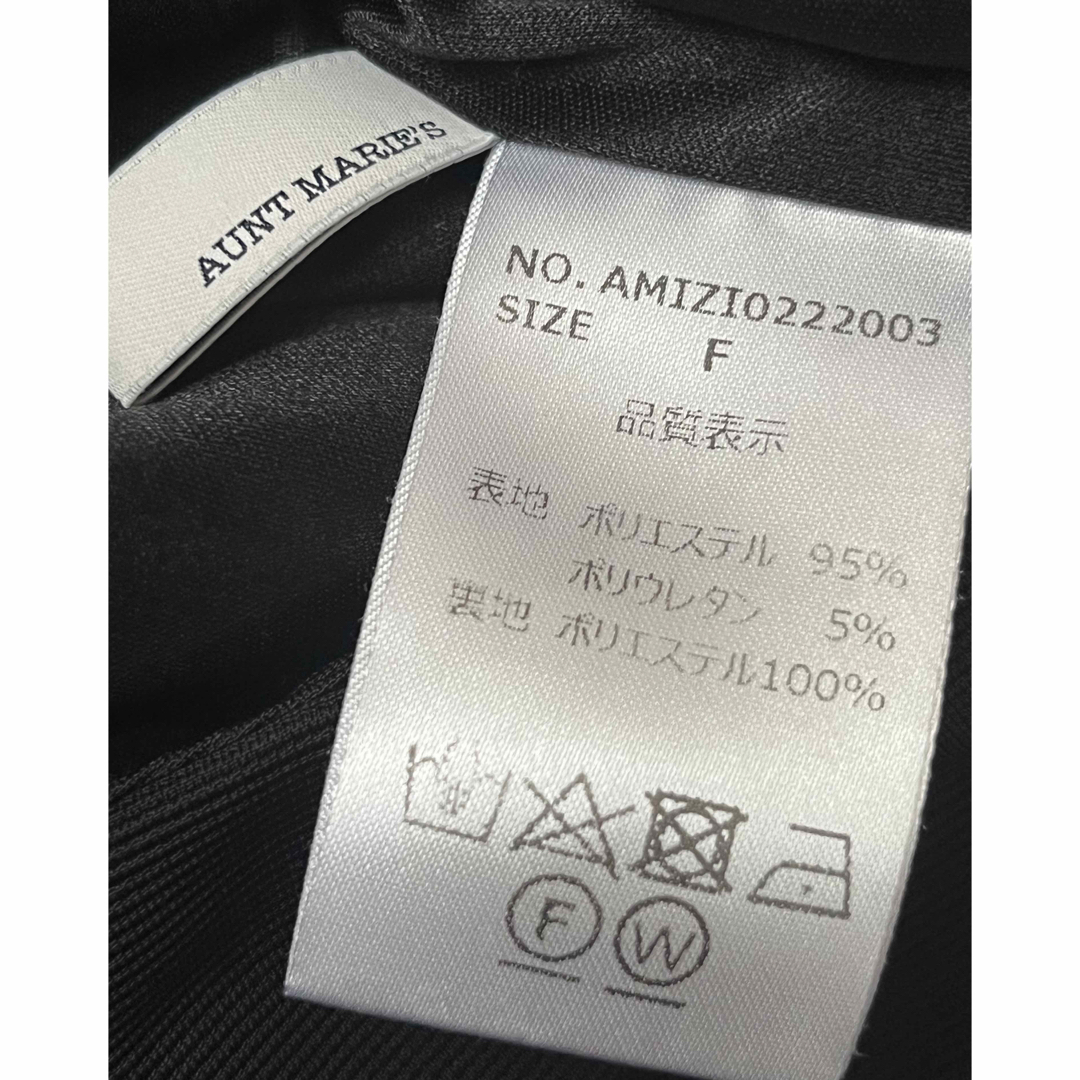 AUNT MARIE's
NO. AMIZI0222003
SIZE F
品質表示
表地 ポリエステル 95%
ポリウレタン 5%
裏地 ポリエステル100%
F W